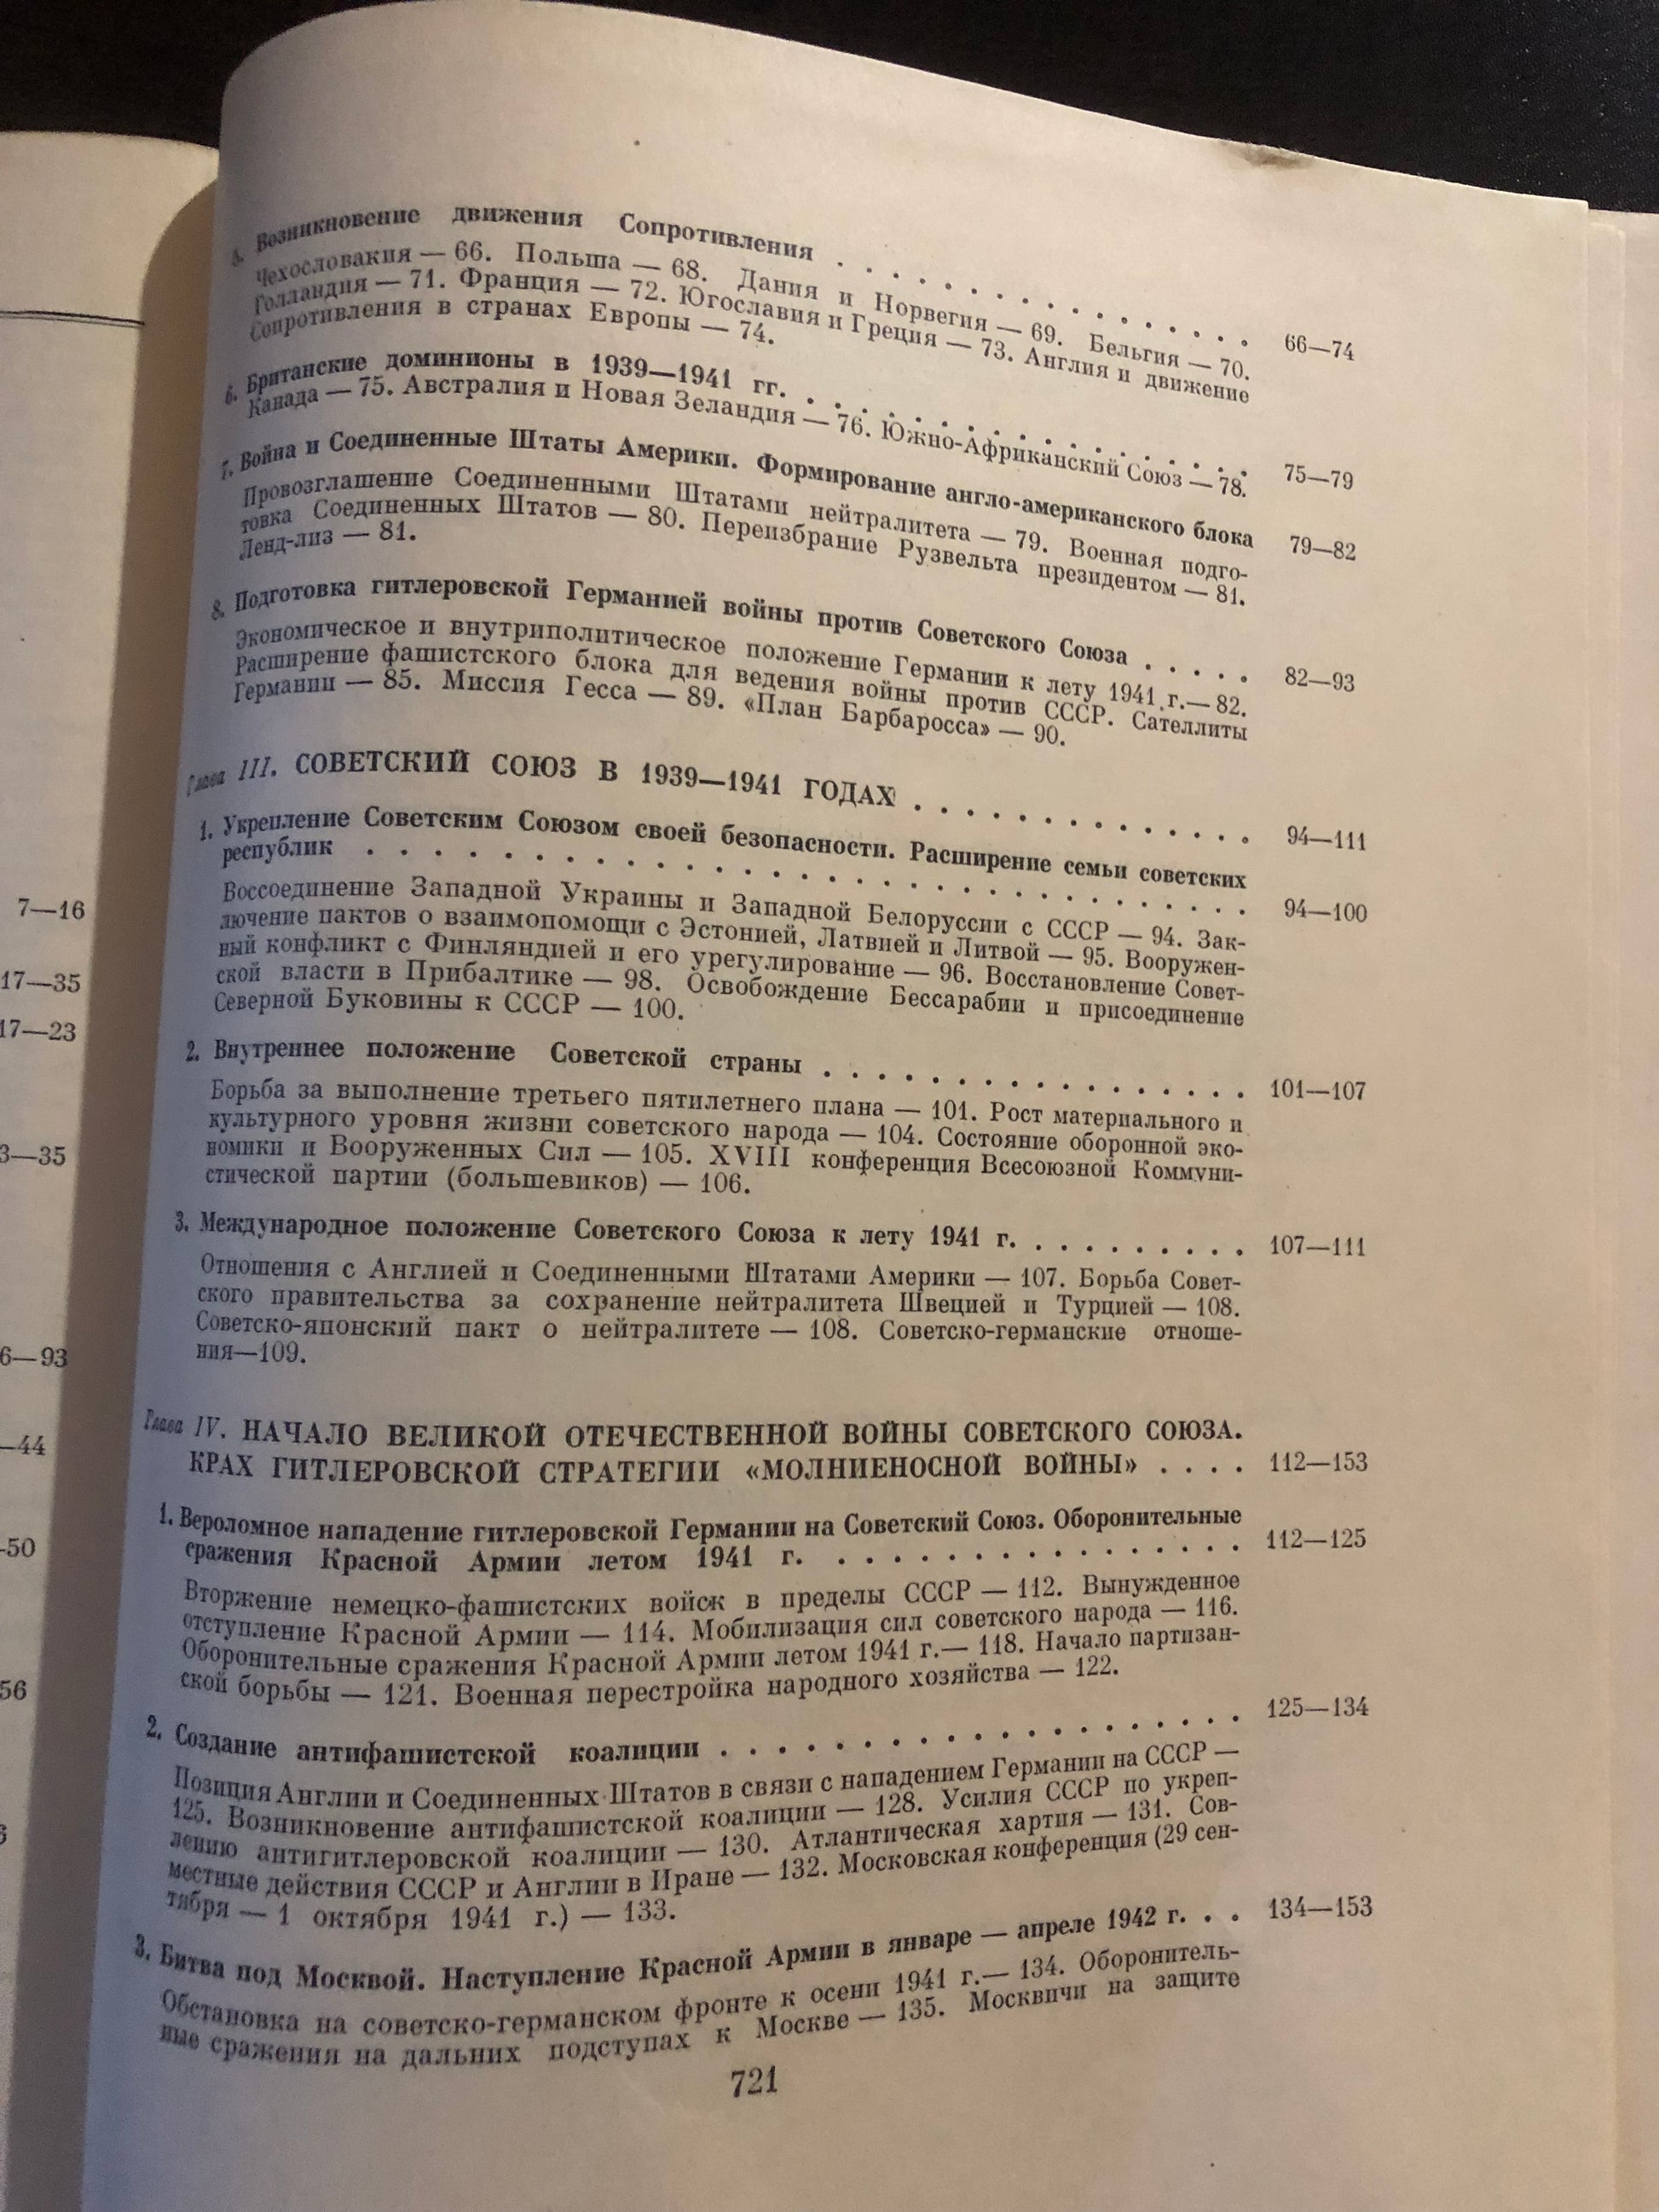 7—16
17—35
17—23
3—35
6—93
—44
-50
56
5. Возникновение движения Сопротивления . . . . . . . . . . . . . . . . 66—74
Чехословакия — 66. Польша — 68. Дания и Норвегия — 69. Бельгия — 70.
Голландия — 71. Франция — 72. Югославия и Греция — 73. Англия и движение
Сопротивления в странах Европы — 74.
6. Британские доминионы в 1939—1941 гг. . . . . . . . . . . . . . . . . . 75—79
Канада — 75. Австралия и Новая Зеландия — 76. Южно-Африканский Союз — 78.
7. Война и Соединенные Штаты Америки. Формирование англо-американского блока 79—82
Провозглашение Соединенными Штатами нейтралитета — 79. Военная подго-
товка Соединенных Штатов — 80. Переизбрание Рузвельта президентом — 81.
Ленд-лиз — 81.
8. Подготовка гитлеровской Германией войны против Советского Союза . . . . . 82—93
Экономическое и внутриполитическое положение Германии к лету 1941 г.— 82.
Расширение фашистского блока для ведения войны против СССР. Сателлиты
Германии — 85. Миссия Гесса — 89. «План Барбаросса» — 90.
Глава III. СОВЕТСКИЙ СОЮЗ В 1939—1941 ГОДАХ . . . . . . . . . . . . . 94—111
1. Укрепление Советским Союзом своей безопасности. Расширение семьи советских
республик . . . . . . . . . . . . . . . . . . . . . . . . . . . . . . . . 94—100
Воссоединение Западной Украины и Западной Белоруссии с СССР — 94. Зак-
лючение пактов о взаимопомощи с Эстонией, Латвией и Литвой — 95. Вооружен-
ный конфликт с Финляндией и его урегулирование — 96. Восстановление Совет-
ской власти в Прибалтике — 98. Освобождение Бессарабии и присоединение
Северной Буковины к СССР — 100.
2. Внутреннее положение Советской страны . . . . . . . . . . . . . . . . 101—107
Борьба за выполнение третьего пятилетнего плана — 101. Рост материального и
культурного уровня жизни советского народа — 104. Состояние оборонной эко-
номики и Вооруженных Сил — 105. XVIII конференция Всесоюзной Коммуни-
стической партии (большевиков) — 106.
3. Международное положение Советского Союза к лету 1941 г. . . . . . . . . . 107—111
Отношения с Англией и Соединенными Штатами Америки — 107. Борьба Совет-
ского правительства за сохранение нейтралитета Швецией и Турцией — 108.
Советско-японский пакт о нейтралитете — 108. Советско-германские отноше-
ния—109.
Глава IV. НАЧАЛО ВЕЛИКОЙ ОТЕЧЕСТВЕННОЙ ВОЙНЫ СОВЕТСКОГО СОЮЗА.
КРАХ ГИТЛЕРОВСКОЙ СТРАТЕГИИ «МОЛНИЕНОСНОЙ ВОЙНЫ» . . . . 112—153
1. Вероломное нападение гитлеровской Германии на Советский Союз. Оборонительные
сражения Красной Армии летом 1941 г. . . . . . . . . . . . . . . . . 112—125
Вторжение немецко-фашистских войск в пределы СССР — 112. Вынужденное
отступление Красной Армии — 114. Мобилизация сил советского народа — 116.
Оборонительные сражения Красной Армии летом 1941 г.— 118. Начало партизан-
ской борьбы — 121. Военная перестройка народного хозяйства — 122.
2. Создание антифашистской коалиции . . . . . . . . . . . . . . . . . . . 125—134
Позиция Англии и Соединенных Штатов в связи с нападением Германии на СССР —
125. Возникновение антифашистской коалиции — 128. Усилия СССР по укреп-
лению антигитлеровской коалиции — 130. Атлантическая хартия — 131. Сов-
местные действия СССР и Англии в Иране — 132. Московская конференция (29 сен-
тября — 1 октября 1941 г.) — 133.
3. Битва под Москвой. Наступление Красной Армии в январе — апреле 1942 г. . . 134—153
Обстановка на советско-германском фронте к осени 1941 г.— 134. Оборонитель-
ные сражения на дальних подступах к Москве — 135. Москвичи на защите
721